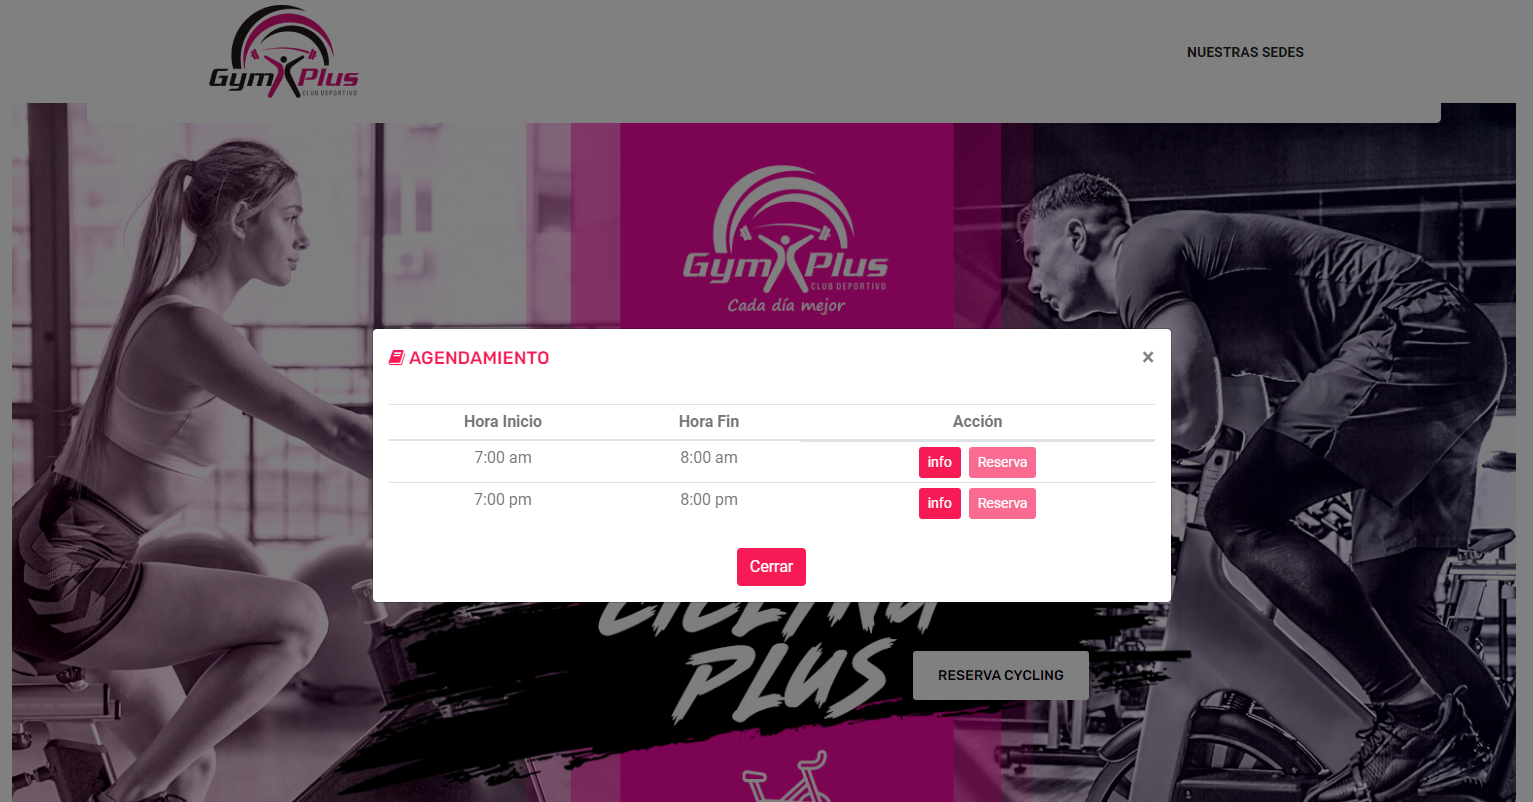 Gym Plus
CLUB DEPORTIVO
NUESTRAS SEDES
Gym Plus
CLUB DEPORTIVO
Cada día mejor
AGENDAMIENTO ×
Hora Inicio Hora Fin Acción
7:00 am 8:00 am info Reserva
7:00 pm 8:00 pm info Reserva
Cerrar
PLUS
RESERVA CYCLING